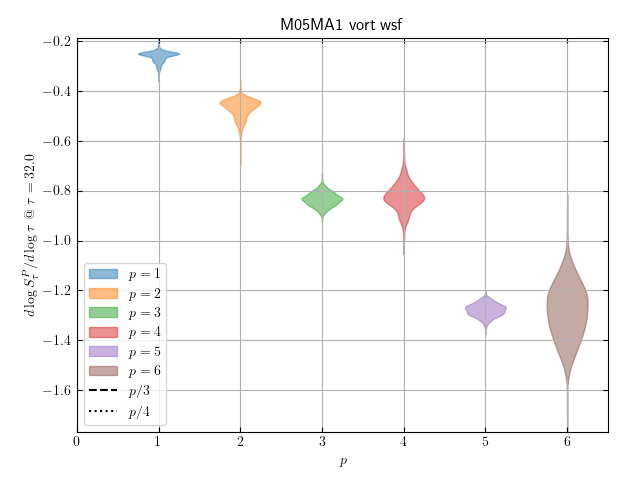 M05MA1 vort wsf
−0.2
−0.4
−0.6
−0.8
−1.0
−1.2
−1.4
−1.6
d log S_τ^P / d log τ @ τ = 32.0
p = 1
p = 2
p = 3
p = 4
p = 5
p = 6
p/3
p/4
0 1 2 3 4 5 6
p